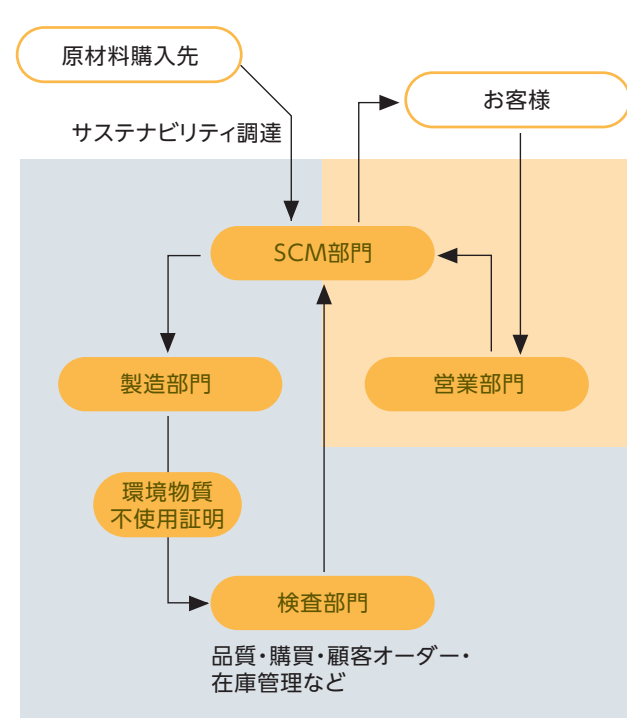 原材料購入先
お客様
サステナビリティ調達
SCM部門
製造部門
営業部門
環境物質
不使用証明
検査部門
品質・購買・顧客オーダー・
在庫管理など